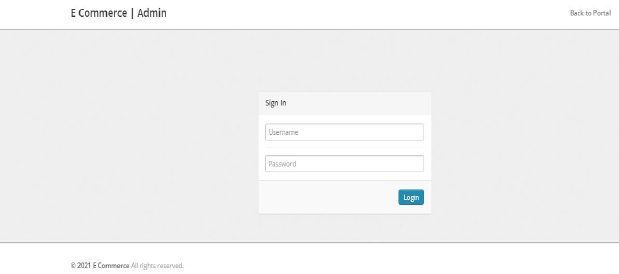 E Commerce | Admin
Back to Portal
Sign In
Username
Password
Login
© 2021 E Commerce All rights reserved.